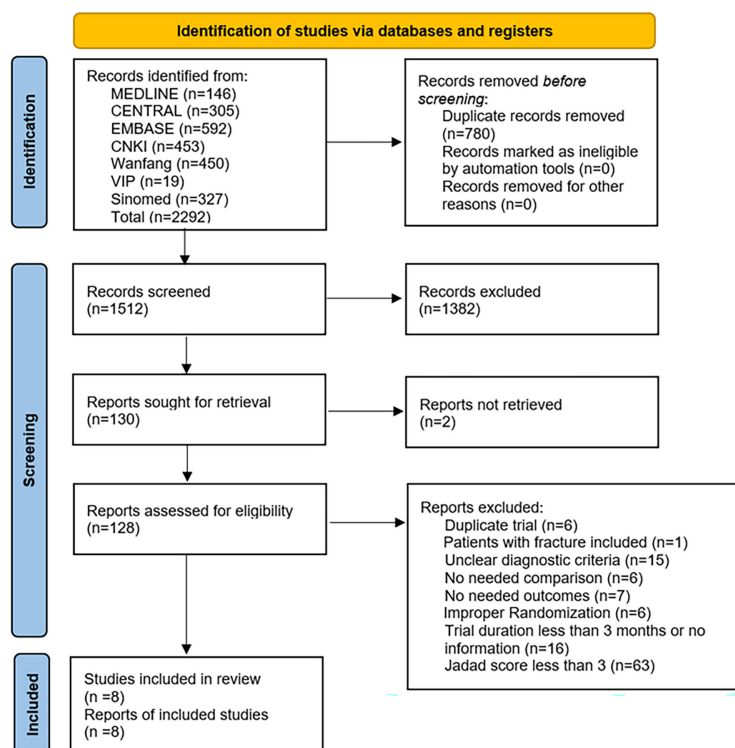 Identification of studies via databases and registers
Identification
Records identified from:
MEDLINE (n=146)
CENTRAL (n=305)
EMBASE (n=592)
CNKI (n=453)
Wanfang (n=450)
VIP (n=19)
Sinomed (n=327)
Total (n=2292)
Records removed before
screening:
Duplicate records removed
(n=780)
Records marked as ineligible
by automation tools (n=0)
Records removed for other
reasons (n=0)
Screening
Records screened
(n=1512)
Records excluded
(n=1382)
Reports sought for retrieval
(n=130)
Reports not retrieved
(n=2)
Reports assessed for eligibility
(n=128)
Reports excluded:
Duplicate trial (n=6)
Patients with fracture included (n=1)
Unclear diagnostic criteria (n=15)
No needed comparison (n=6)
No needed outcomes (n=7)
Improper Randomization (n=6)
Trial duration less than 3 months or no
information (n=16)
Jadad score less than 3 (n=63)
Included
Studies included in review
(n =8)
Reports of included studies
(n =8)